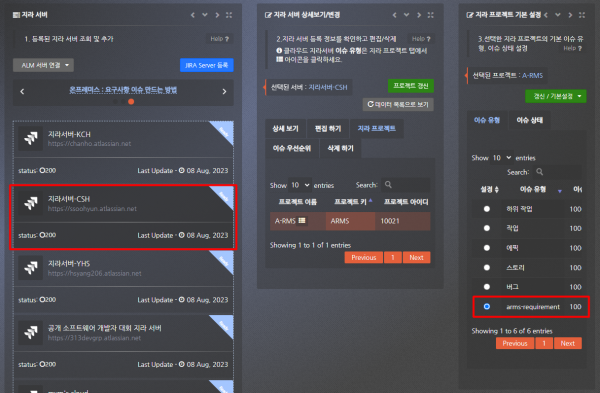 지라 서버
1. 등록된 지라 서버 조회 및 추가
Help ?
ALM 서버 연결
JIRA Server 등록
온프레미스 : 요구사항 이슈 만드는 방법
지라서버-KCH
https://chanho.atlassian.net
status: 200
Last Update - 08 Aug, 2023
지라서버-CSH
https://ssoohyun.atlassian.net
status: 200
Last Update - 08 Aug, 2023
지라서버-YHS
https://hsyang206.atlassian.net
status: 200
Last Update - 08 Aug, 2023
공개 소프트웨어 개발자 대회 지라 서버
https://313devgrp.atlassian.net
status: 200
Last Update - 08 Aug, 2023
지라 서버 상세보기/변경
2.지라 서버 등록 정보를 확인하고 편집/삭제
Help ?
클라우드 지라서버 이슈 유형은 지라 프로젝트 탭에서
아이콘을 클릭하세요.
선택된 서버 : 지라서버-CSH
프로젝트 갱신
데이터 목록으로 보기
상세 보기
편집 하기
지라 프로젝트
이슈 우선순위
삭제 하기
Show 10 entries
Search:
프로젝트 이름
프로젝트 키
프로젝트 아이디
A-RMS
ARMS
10021
Showing 1 to 1 of 1 entries
Previous
1
Next
지라 프로젝트 기본 설정
3.선택한 지라 프로젝트의 기본 이슈 유
형, 이슈 상태 설정
Help ?
선택된 프로젝트 : A-RMS
갱신 / 기본설정
이슈 유형
이슈 상태
Show 10 entries
Search:
설정
이슈 유형
하위 작업
100
작업
100
에픽
100
스토리
100
버그
100
arms-requirement
100
Showing 1 to 6 of 6 entries
Previous
1
Next